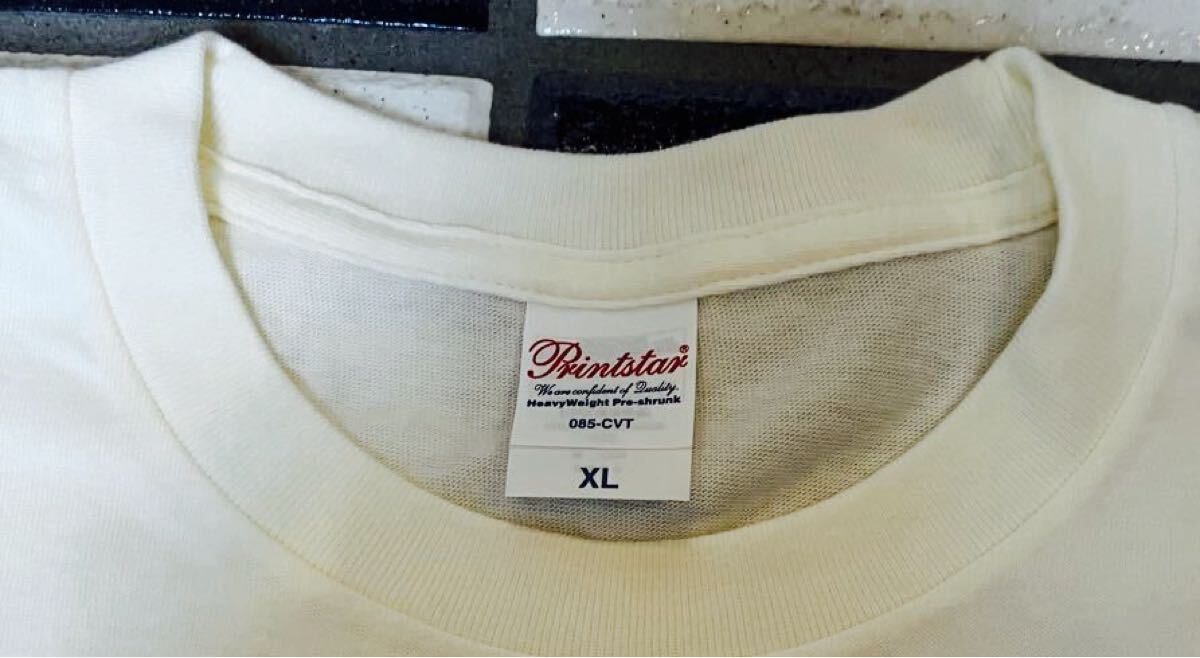 Printstar®
We are confident of Quality.
HeavyWeight Pre-shrunk
085-CVT
XL